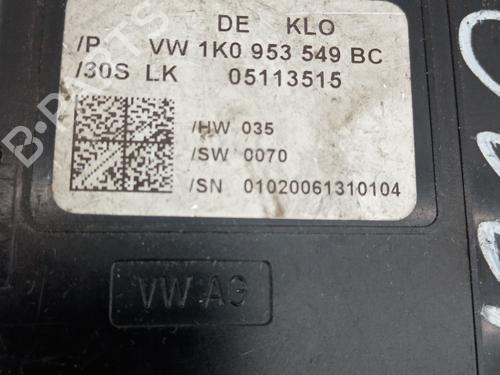 DE KLO
/P VW 1K0 953 549 BC
/30S LK 05113515
/HW 035
/SW 0070
/SN 01020061310104
VW AG
B-PARTS